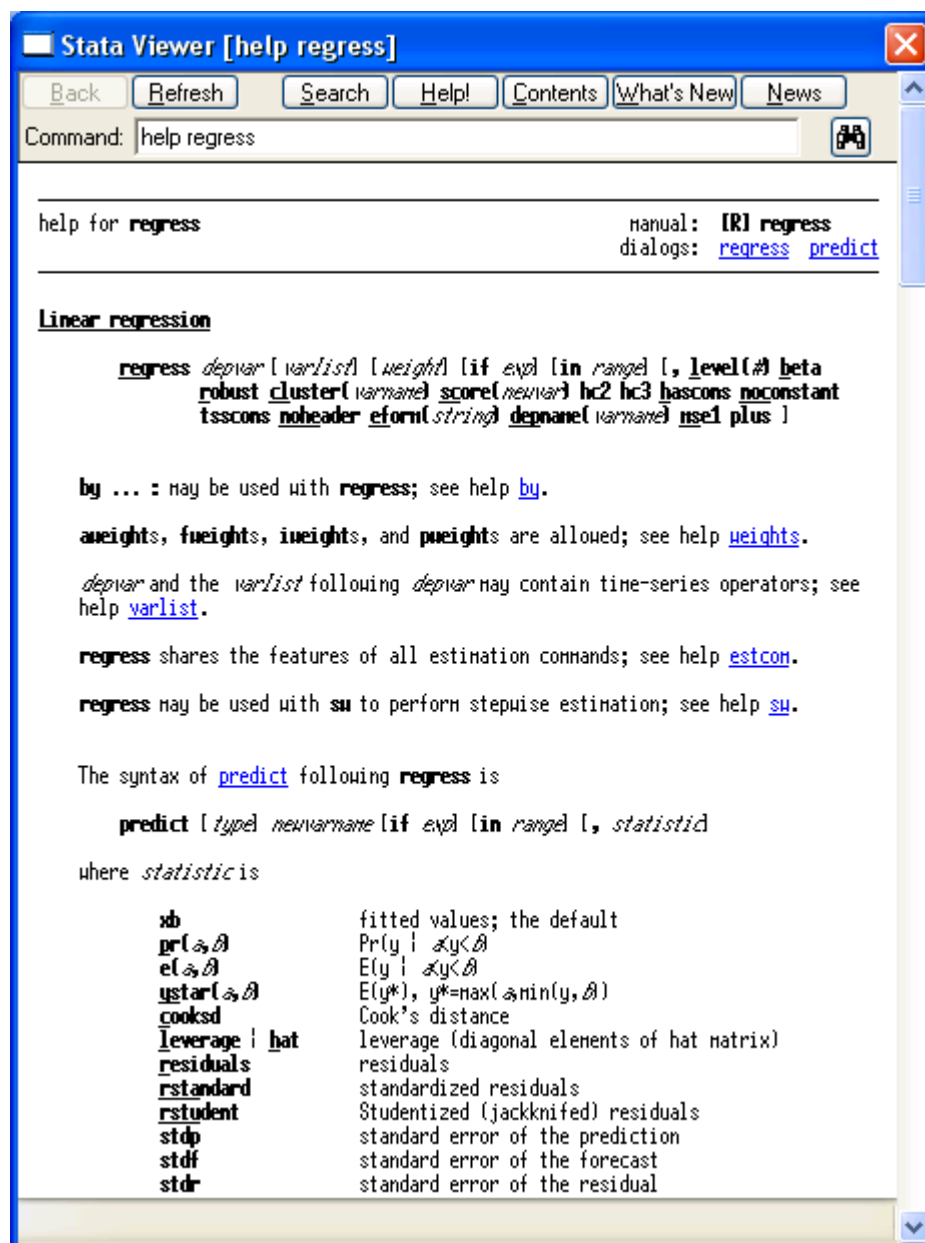 Stata Viewer [help regress]
Back Refresh Search Help! Contents What's New News
Command: help regress
help for regress manual: [R] regress
dialogs: regress predict
Linear regression
regress depvar [varlist] [weight] [if exp] [in range] [, level(#) beta
robust cluster(varname) score(newvar) hc2 hc3 hascons noconstant
tsscons noheader eform(string) depname(varname) mse1 plus ]
by ... : may be used with regress; see help by.
aweights, fweights, iweights, and pweights are allowed; see help weights.
depvar and the varlist following depvar may contain time-series operators; see
help varlist.
regress shares the features of all estimation commands; see help estcom.
regress may be used with sw to perform stepwise estimation; see help sw.
The syntax of predict following regress is
predict [type] newvarname [if exp] [in range] [, statistic]
where statistic is
xb fitted values; the default
pr(a,b) Pr(y | a<y<b)
e(a,b) E(y | a<y<b)
ystar(a,b) E(y*), y*=max(a,min(y,b))
cooksd Cook's distance
leverage | hat leverage (diagonal elements of hat matrix)
residuals residuals
rstandard standardized residuals
rstudent Studentized (jackknifed) residuals
stdp standard error of the prediction
stdf standard error of the forecast
stdr standard error of the residual